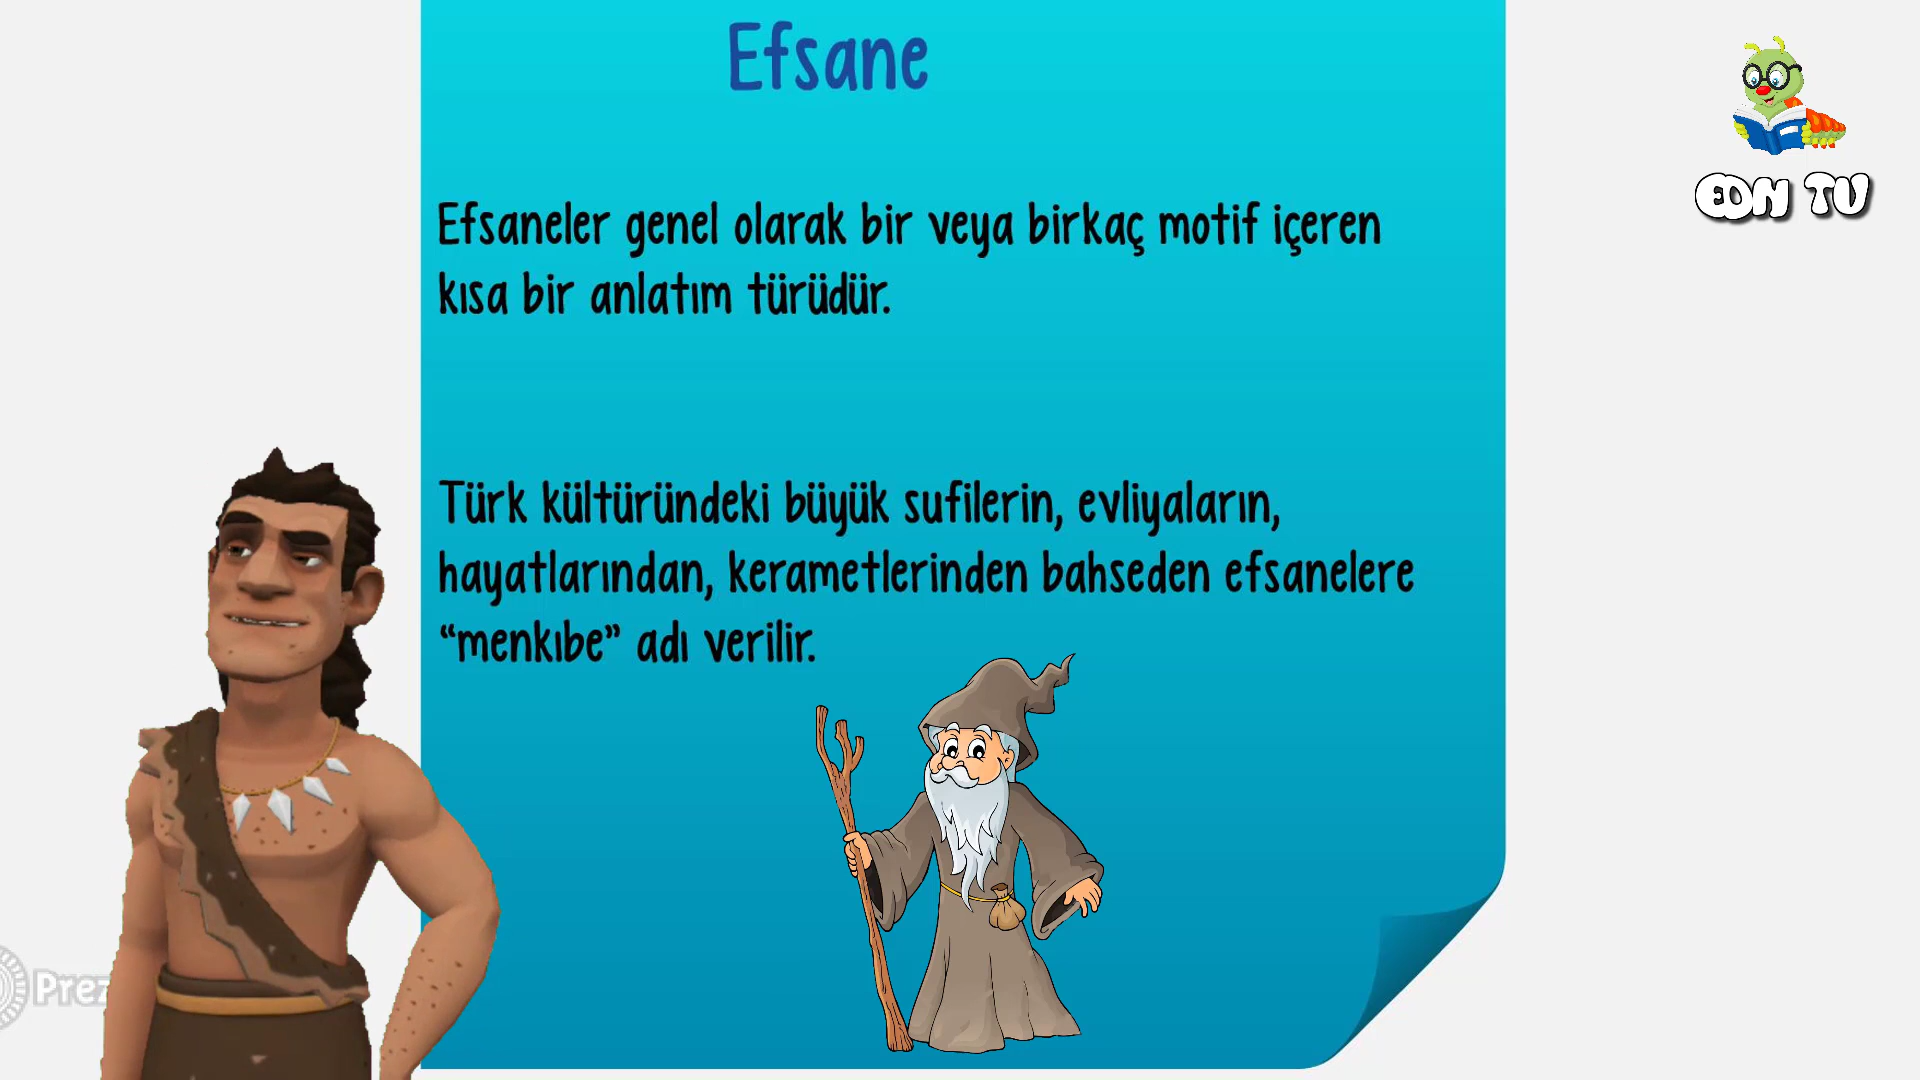 Efsane
EDN TV
Efsaneler genel olarak bir veya birkaç motif içeren
kısa bir anlatım türüdür.
Türk kültüründeki büyük sufilerin, evliyaların,
hayatlarından, kerametlerinden bahseden efsanelere
“menkıbe” adı verilir.
Prez